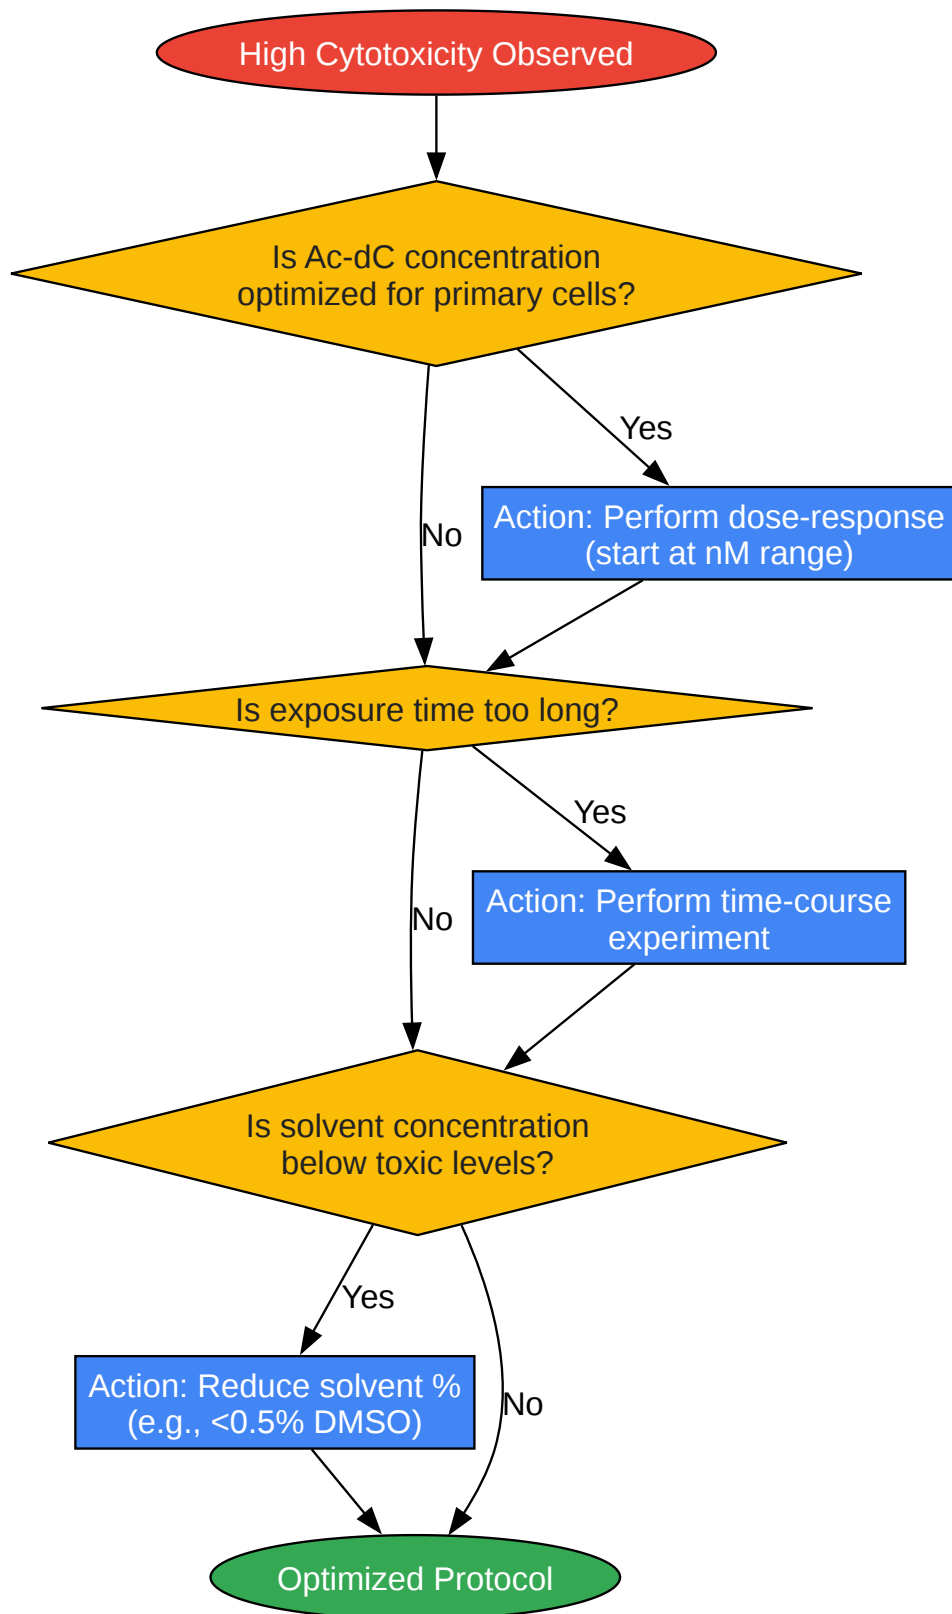 High Cytotoxicity Observed
Is Ac-dC concentration
optimized for primary cells?
Yes
No
Action: Perform dose-response
(start at nM range)
Is exposure time too long?
Yes
No
Action: Perform time-course
experiment
Is solvent concentration
below toxic levels?
Yes
No
Action: Reduce solvent %
(e.g., <0.5% DMSO)
Optimized Protocol